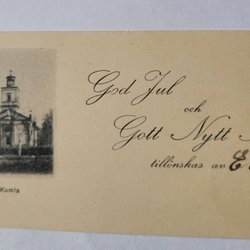 God Jul
och
Gott Nytt
tillönskas av E
Kumla